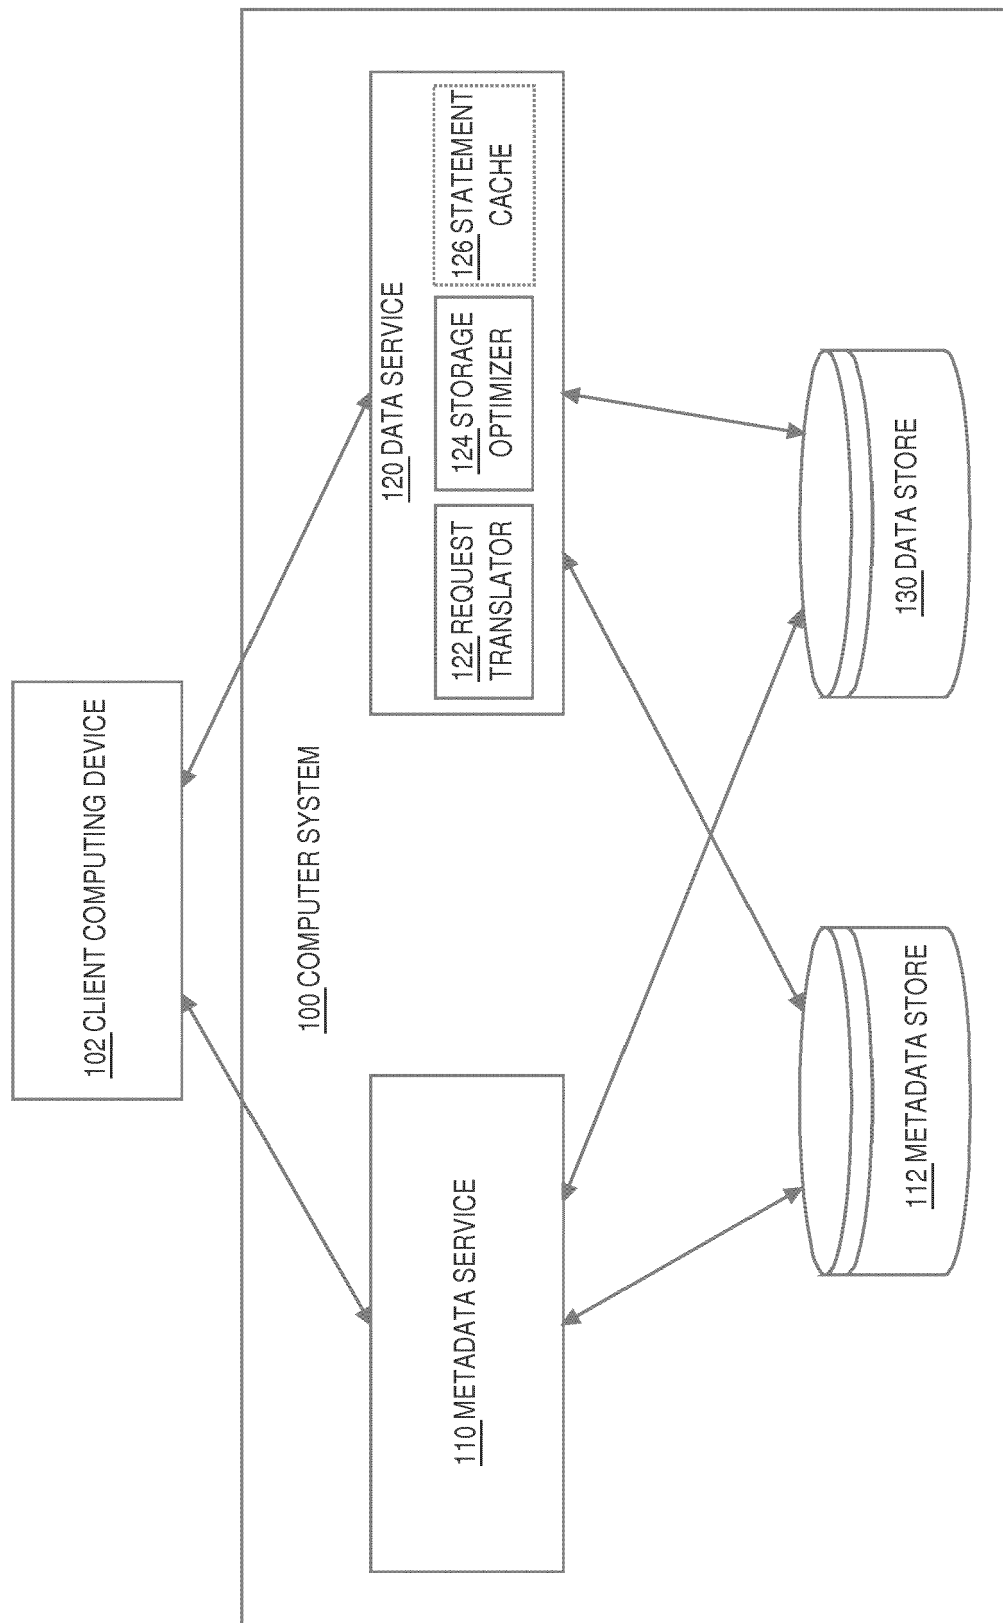 102 CLIENT COMPUTING DEVICE
100 COMPUTER SYSTEM
110 METADATA SERVICE
120 DATA SERVICE
122 REQUEST
TRANSLATOR
124 STORAGE
OPTIMIZER
126 STATEMENT
CACHE
112 METADATA STORE
130 DATA STORE